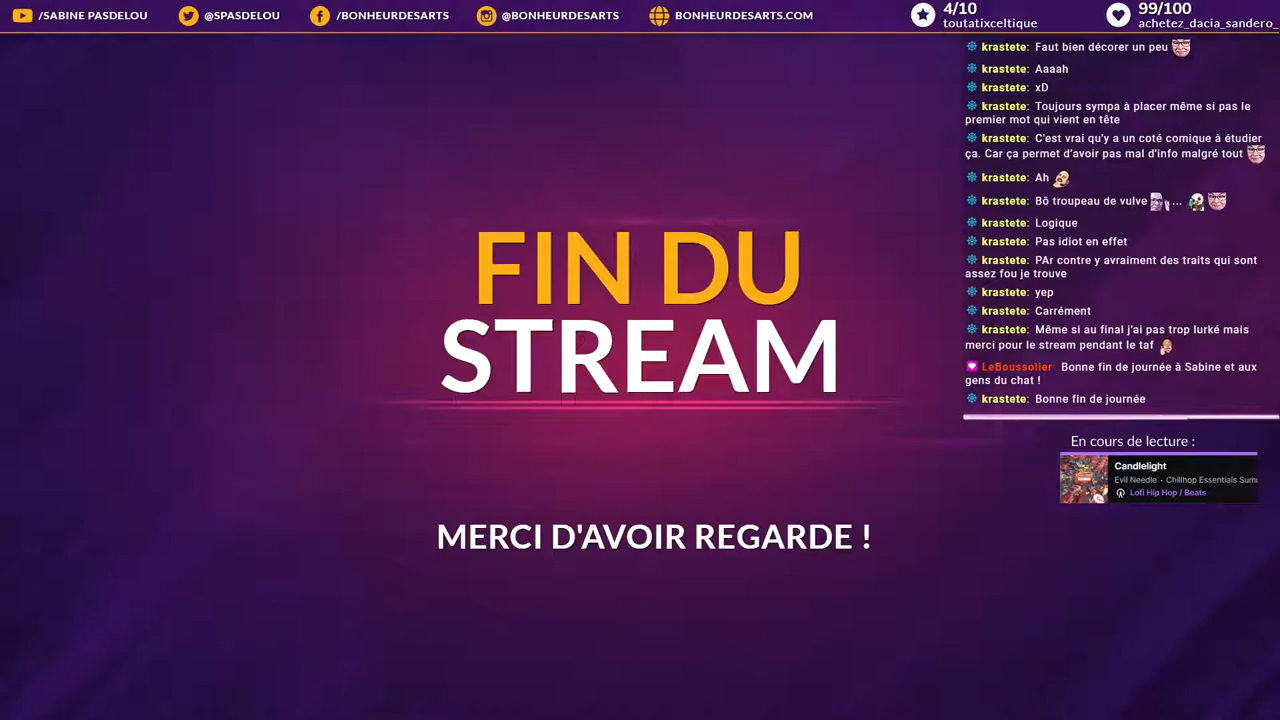 /SABINE PASDELOU
@SPASDELOU
/BONHEURDESARTS
@BONHEURDESARTS
BONHEURDESARTS.COM
4/10
toutatixceltique
99/100
achetez_dacia_sandero_
krastete: Faut bien décorer un peu
krastete: Aaaah
krastete: xD
krastete: Toujours sympa à placer même si pas le
premier mot qui vient en tête
krastete: C'est vrai qu'y a un coté comique à étudier
ça. Car ça permet d'avoir pas mal d'info malgré tout
krastete: Ah
krastete: Bô troupeau de vulve ...
krastete: Logique
krastete: Pas idiot en effet
krastete: PAr contre y avraiment des traits qui sont
assez fou je trouve
krastete: yep
krastete: Carrément
krastete: Même si au final j'ai pas trop lurké mais
merci pour le stream pendant le taf
LeBoussolier: Bonne fin de journée à Sabine et aux
gens du chat !
krastete: Bonne fin de journée
FIN DU
STREAM
MERCI D'AVOIR REGARDE !
En cours de lecture :
Candlelight
Evil Needle • Chillhop Essentials Sum
Lofi Hip Hop / Beats